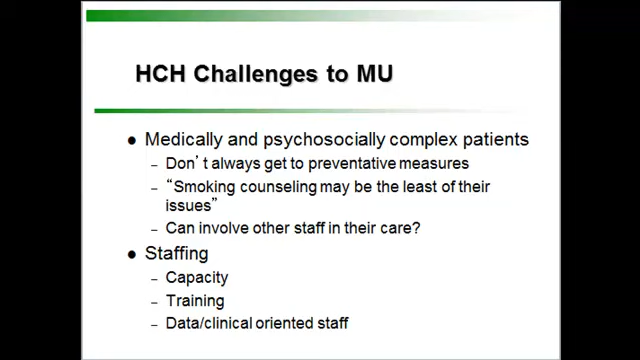 HCH Challenges to MU
● Medically and psychosocially complex patients
– Don't always get to preventative measures
– “Smoking counseling may be the least of their
issues”
– Can involve other staff in their care?
● Staffing
– Capacity
– Training
– Data/clinical oriented staff